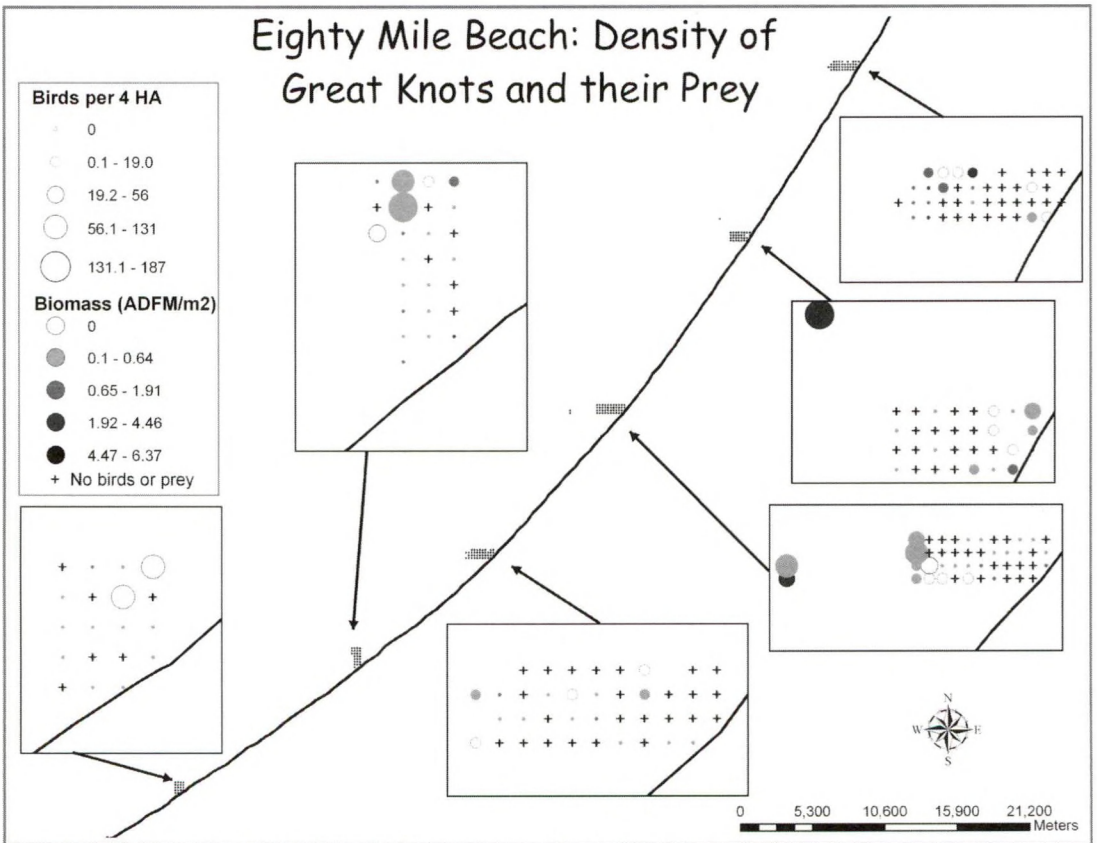 Eighty Mile Beach: Density of
Great Knots and their Prey
Birds per 4 HA
0
0.1 - 19.0
19.2 - 56
56.1 - 131
131.1 - 187
Biomass (ADFM/m2)
0
0.1 - 0.64
0.65 - 1.91
1.92 - 4.46
4.47 - 6.37
+ No birds or prey
N
W E
S
0 5,300 10,600 15,900 21,200
Meters